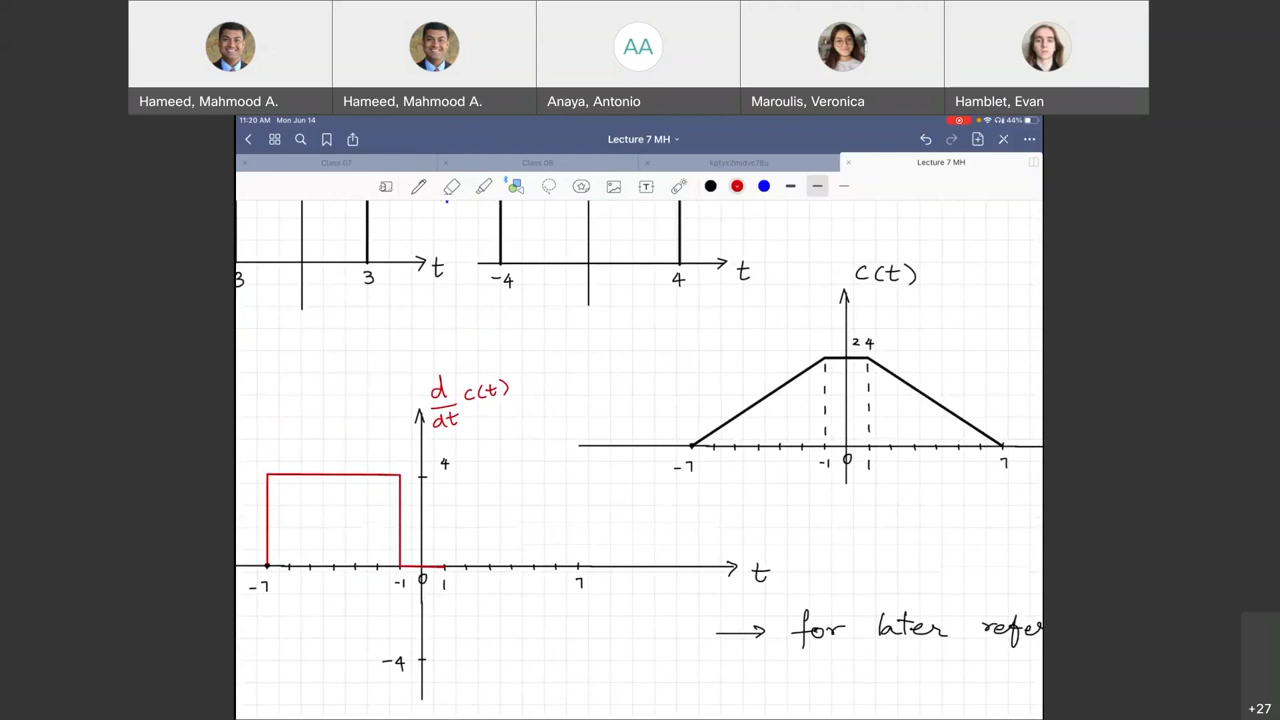 AA
Hameed, Mahmood A.
Hameed, Mahmood A.
Anaya, Antonio
Maroulis, Veronica
Hamblet, Evan
11:20 AM Mon Jun 14
44%
Lecture 7 MH
Class 07
Class 08
Lecture 7 MH
T
3
3
t
-4
4
t
c(t)
24
-7
-1
0
1
7
d/dt c(t)
4
-7
-1
0
1
7
t
-4
→ for later refer
+27